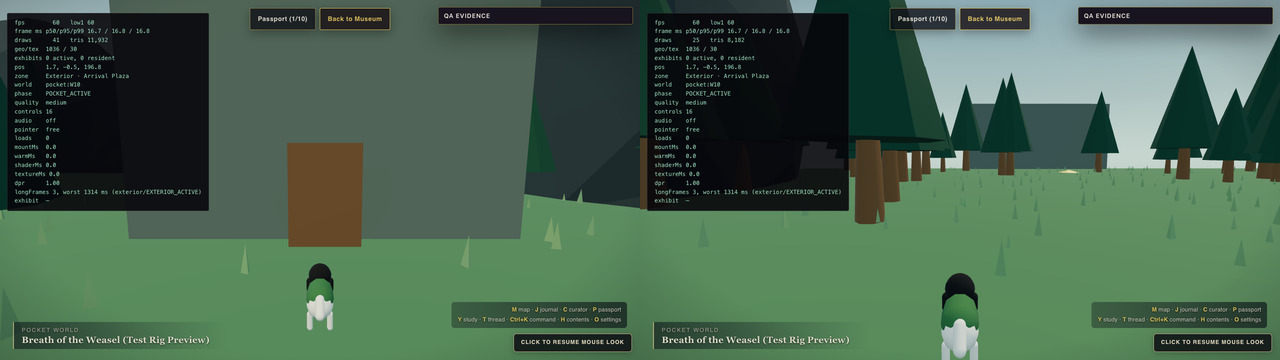 fps 60 low1 60
frame ms p50/p95/p99 16.7 / 16.8 / 16.8
draws 41 tris 11,932
geo/tex 1036 / 30
exhibits 0 active, 0 resident
pos 1.7, −0.5, 196.8
zone Exterior · Arrival Plaza
world pocket:W10
phase POCKET_ACTIVE
quality medium
controls 16
audio off
pointer free
loads 0
mountMs 0.0
warmMs 0.0
shaderMs 0.0
textureMs 0.0
dpr 1.00
longFrames 3, worst 1314 ms (exterior/EXTERIOR_ACTIVE)
exhibit —
Passport (1/10)
Back to Museum
QA EVIDENCE
M map · J journal · C curator · P passport
Y study · T thread · Ctrl+K command · H contents · O settings
CLICK TO RESUME MOUSE LOOK
POCKET WORLD
Breath of the Weasel (Test Rig Preview)
fps 60 low1 60
frame ms p50/p95/p99 16.7 / 16.8 / 16.8
draws 25 tris 8,182
geo/tex 1036 / 30
exhibits 0 active, 0 resident
pos 1.7, −0.5, 196.8
zone Exterior · Arrival Plaza
world pocket:W10
phase POCKET_ACTIVE
quality medium
controls 16
audio off
pointer free
loads 0
mountMs 0.0
warmMs 0.0
shaderMs 0.0
textureMs 0.0
dpr 1.00
longFrames 3, worst 1314 ms (exterior/EXTERIOR_ACTIVE)
exhibit —
Passport (1/10)
Back to Museum
QA EVIDENCE
M map · J journal · C curator · P passport
Y study · T thread · Ctrl+K command · H contents · O settings
CLICK TO RESUME MOUSE LOOK
POCKET WORLD
Breath of the Weasel (Test Rig Preview)